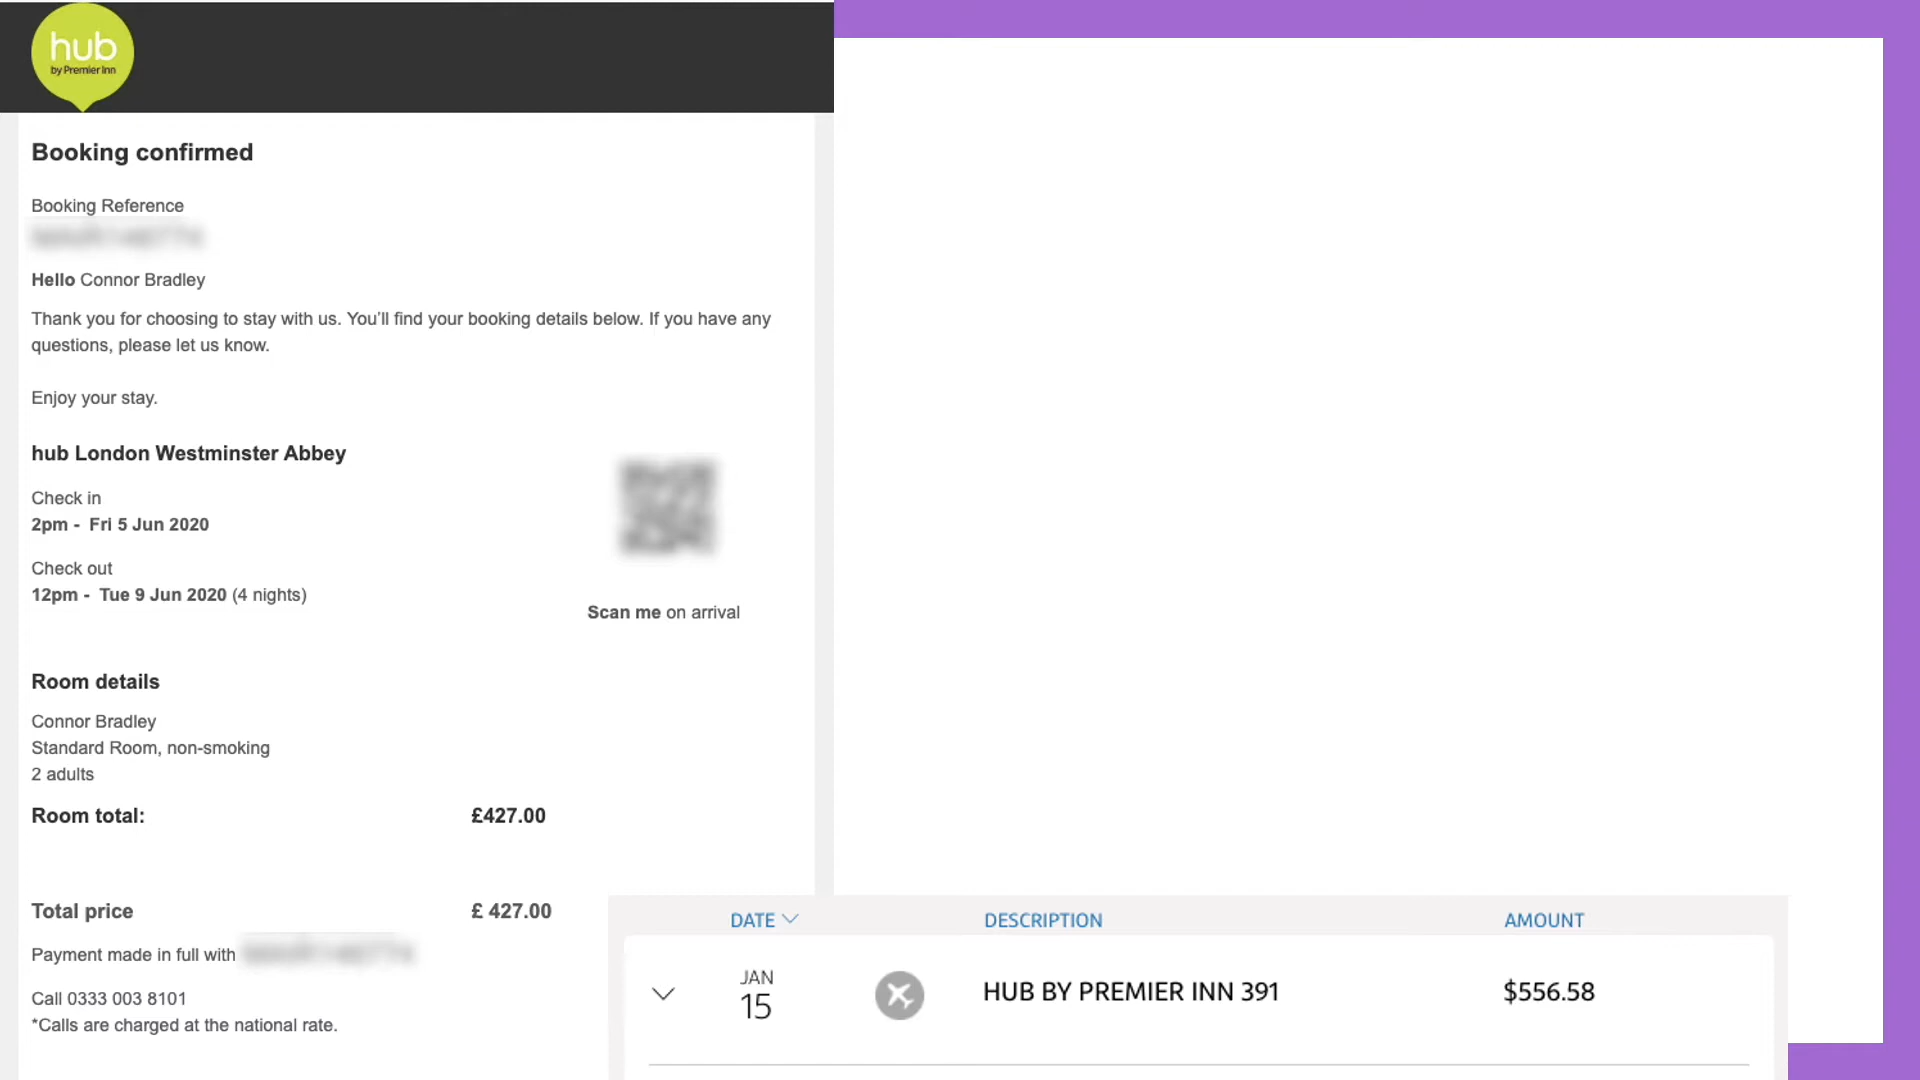 hub
by Premier Inn
Booking confirmed
Booking Reference
Hello Connor Bradley
Thank you for choosing to stay with us. You’ll find your booking details below. If you have any
questions, please let us know.
Enjoy your stay.
hub London Westminster Abbey
Check in
2pm - Fri 5 Jun 2020
Check out
12pm - Tue 9 Jun 2020 (4 nights)
Scan me on arrival
Room details
Connor Bradley
Standard Room, non-smoking
2 adults
Room total: £427.00
Total price £ 427.00
Payment made in full with
Call 0333 003 8101
*Calls are charged at the national rate.
DATE DESCRIPTION AMOUNT
JAN
15 HUB BY PREMIER INN 391 $556.58